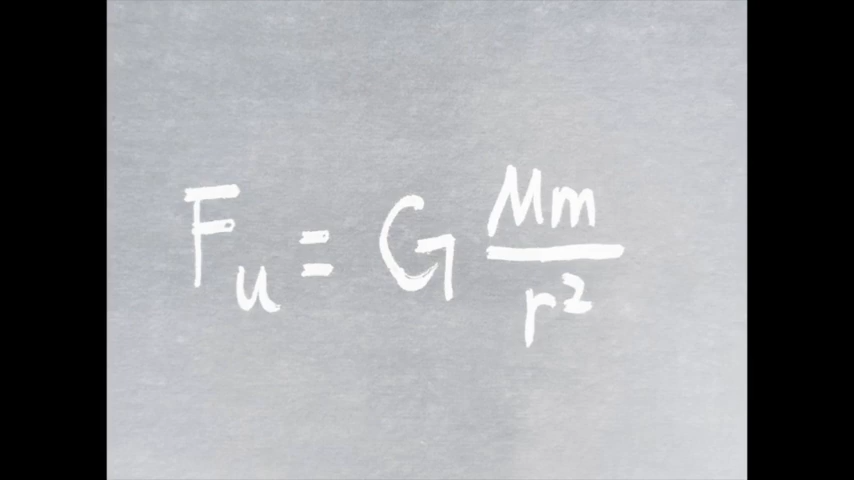 Fᵤ = G Mm/r²